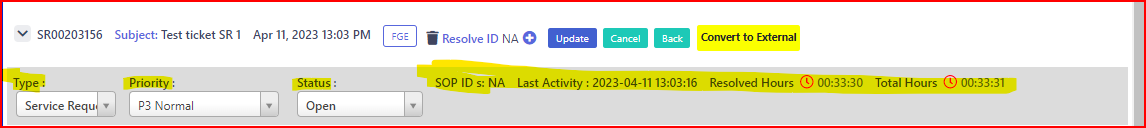 SR00203156 Subject: Test ticket SR 1 Apr 11, 2023 13:03 PM FGE Resolve ID NA Update Cancel Back Convert to External
Type : Priority : Status : SOP ID s: NA Last Activity : 2023-04-11 13:03:16 Resolved Hours 00:33:30 Total Hours 00:33:31
Service Reque P3 Normal Open